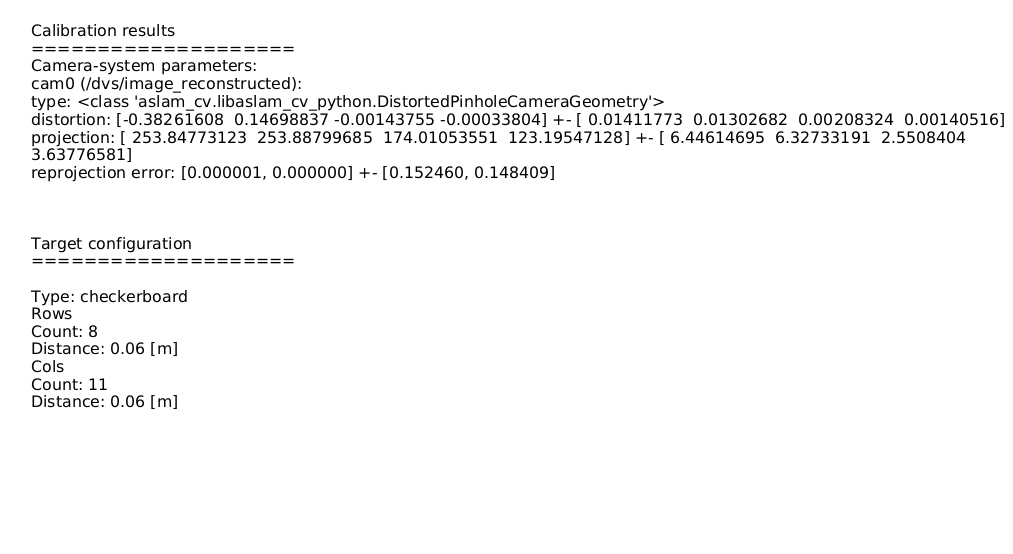 Calibration results
====================
Camera-system parameters:
cam0 (/dvs/image_reconstructed):
type: <class 'aslam_cv.libaslam_cv_python.DistortedPinholeCameraGeometry'>
distortion: [-0.38261608  0.14698837 -0.00143755 -0.00033804] +- [ 0.01411773  0.01302682  0.00208324  0.00140516]
projection: [ 253.84773123  253.88799685  174.01053551  123.19547128] +- [ 6.44614695  6.32733191  2.5508404
3.63776581]
reprojection error: [0.000001, 0.000000] +- [0.152460, 0.148409]
Target configuration
====================
Type: checkerboard
Rows
Count: 8
Distance: 0.06 [m]
Cols
Count: 11
Distance: 0.06 [m]